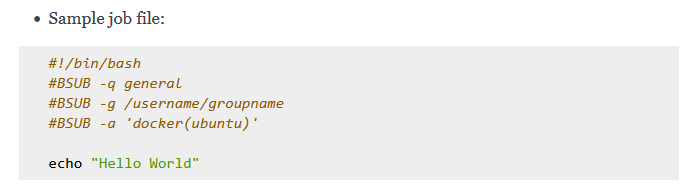 • Sample job file:
#!/bin/bash
#BSUB -q general
#BSUB -g /username/groupname
#BSUB -a 'docker(ubuntu)'
echo "Hello World"